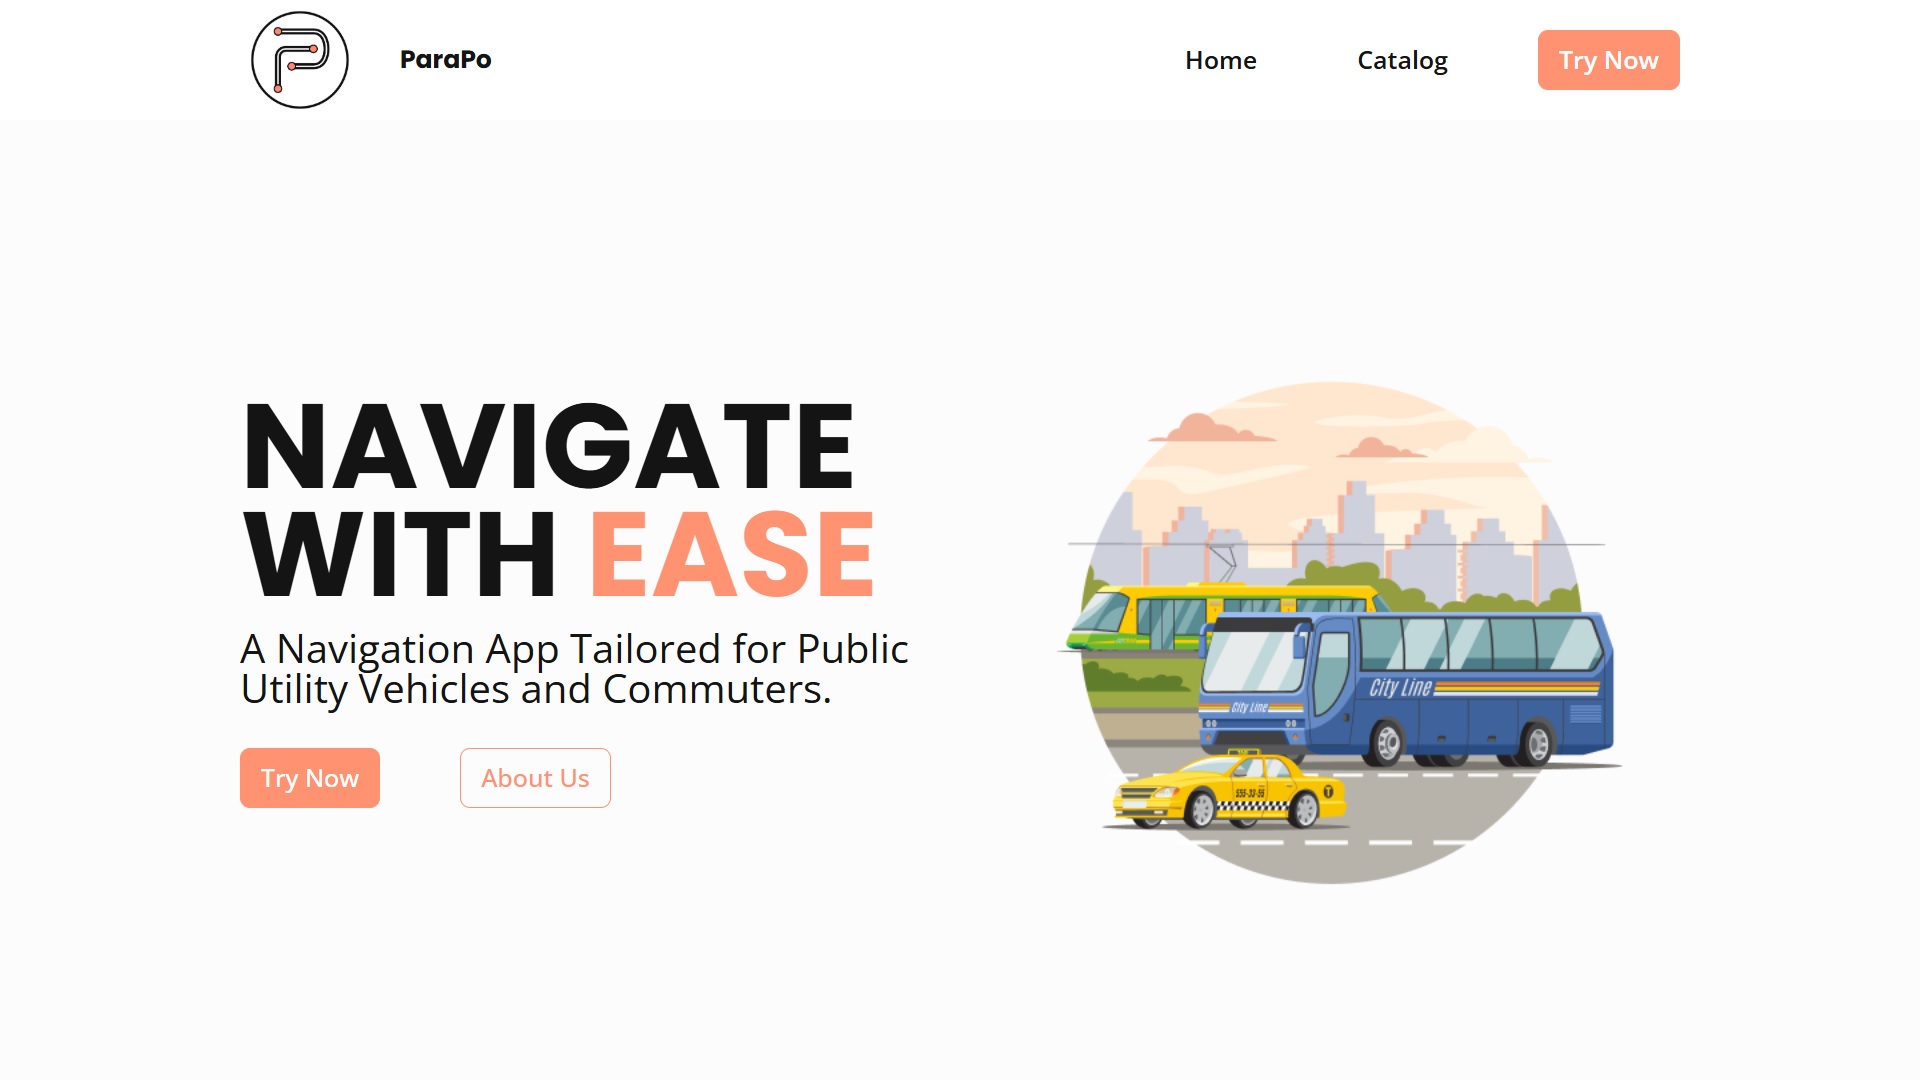 ParaPo
Home
Catalog
Try Now
NAVIGATE
WITH EASE
A Navigation App Tailored for Public
Utility Vehicles and Commuters.
Try Now
About Us
City Line
City Line
TAXI
555-33-55
T